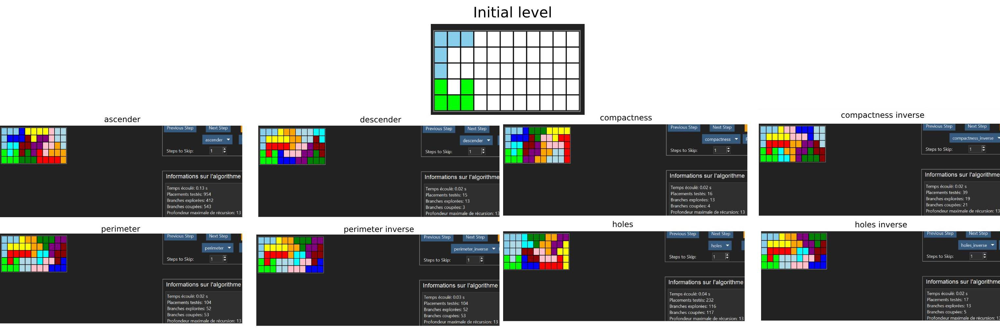 Initial level
ascender
Previous Step Next Step
ascender
Steps to Skip: 1
Informations sur l'algorithme
Temps écoulé: 0.13 s
Placements testés: 954
Branches explorées: 412
Branches coupées: 543
Profondeur maximale de récursion: 13
descender
Previous Step Next Step
descender
Steps to Skip: 1
Informations sur l'algorithme
Temps écoulé: 0.02 s
Placements testés: 15
Branches explorées: 13
Branches coupées: 3
Profondeur maximale de récursion: 13
compactness
Previous Step Next Step
compactness
Steps to Skip: 1
Informations sur l'algorithme
Temps écoulé: 0.02 s
Placements testés: 16
Branches explorées: 13
Branches coupées: 4
Profondeur maximale de récursion: 13
compactness inverse
Previous Step Next Step
compactness_inverse
Steps to Skip: 1
Informations sur l'algorithme
Temps écoulé: 0.02 s
Placements testés: 39
Branches explorées: 19
Branches coupées: 21
Profondeur maximale de récursion: 13
perimeter
Previous Step Next Step
perimeter
Steps to Skip: 1
Informations sur l'algorithme
Temps écoulé: 0.02 s
Placements testés: 104
Branches explorées: 52
Branches coupées: 53
Profondeur maximale de récursion: 13
perimeter inverse
Previous Step Next Step
perimeter_inverse
Steps to Skip: 1
Informations sur l'algorithme
Temps écoulé: 0.03 s
Placements testés: 104
Branches explorées: 52
Branches coupées: 53
Profondeur maximale de récursion: 13
holes
Previous Step Next Step
holes
Steps to Skip: 1
Informations sur l'algorithme
Temps écoulé: 0.04 s
Placements testés: 232
Branches explorées: 116
Branches coupées: 117
Profondeur maximale de récursion: 13
holes inverse
Previous Step Next Step
holes_inverse
Steps to Skip: 1
Informations sur l'algorithme
Temps écoulé: 0.02 s
Placements testés: 17
Branches explorées: 13
Branches coupées: 5
Profondeur maximale de récursion: 13